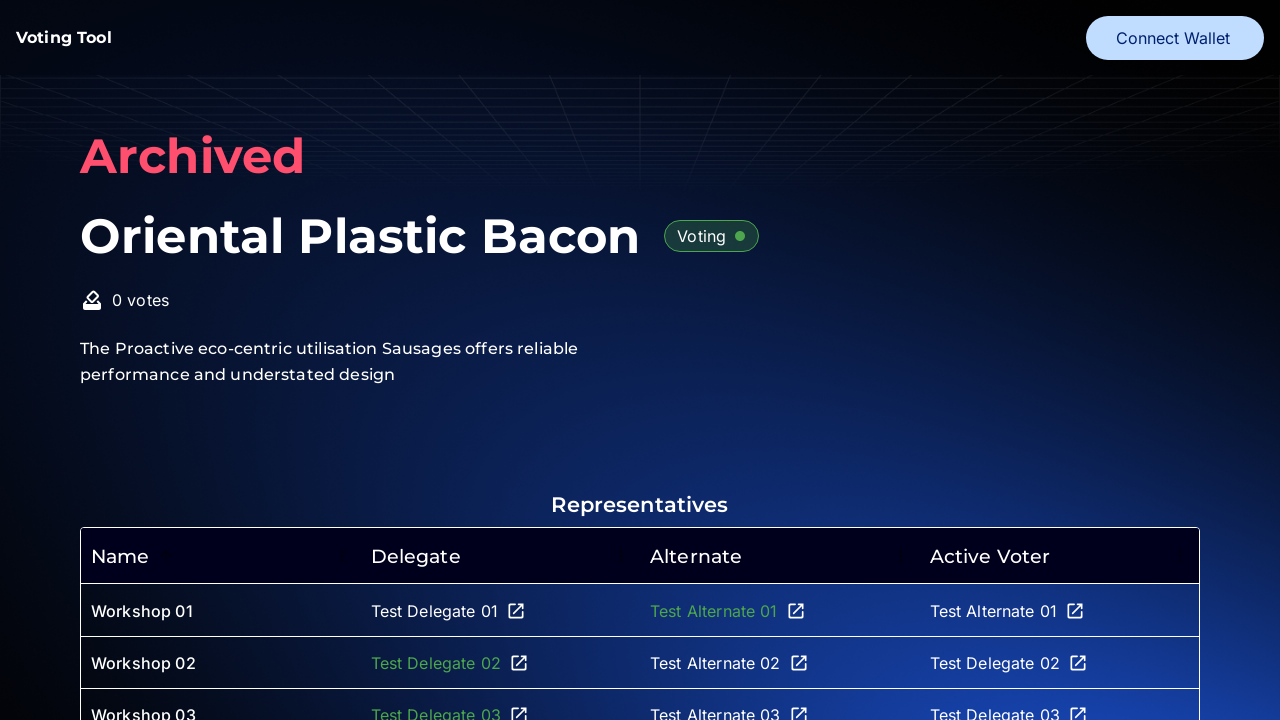 Voting Tool
Connect Wallet
Archived
Oriental Plastic Bacon
Voting
0 votes
The Proactive eco-centric utilisation Sausages offers reliable
performance and understated design
Representatives
Name Delegate Alternate Active Voter
Workshop 01 Test Delegate 01 Test Alternate 01 Test Alternate 01
Workshop 02 Test Delegate 02 Test Alternate 02 Test Delegate 02
Workshop 03 Test Delegate 03 Test Alternate 03 Test Delegate 03